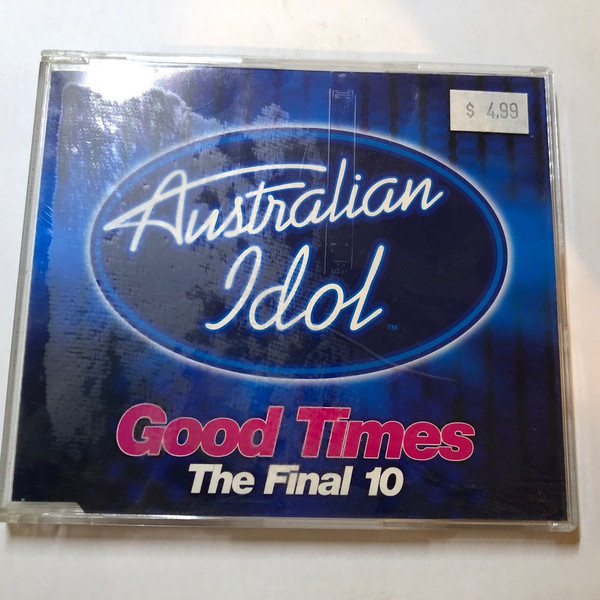 $ 4.99
Australian
Idol
TM
Good Times
The Final 10